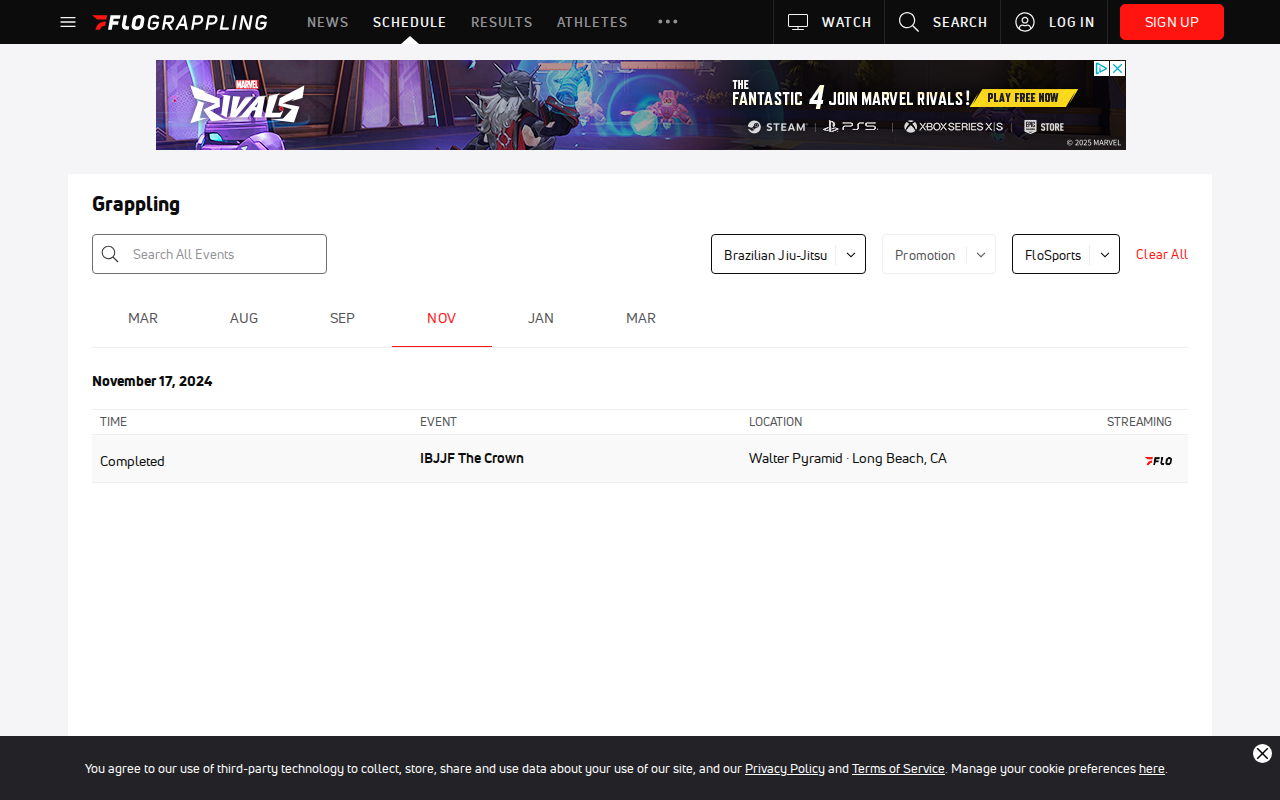 FLOGRAPPLING NEWS SCHEDULE RESULTS ATHLETES WATCH SEARCH LOG IN SIGN UP
MARVEL
RIVALS
THE
FANTASTIC 4 JOIN MARVEL RIVALS! PLAY FREE NOW
STEAM PS5. XBOX SERIES X|S EPIC GAMES STORE
© 2025 MARVEL
Grappling
Search All Events Brazilian Jiu-Jitsu Promotion FloSports Clear All
MAR AUG SEP NOV JAN MAR
November 17, 2024
TIME EVENT LOCATION STREAMING
Completed IBJJF The Crown Walter Pyramid · Long Beach, CA FLO
You agree to our use of third-party technology to collect, store, share and use data about your use of our site, and our Privacy Policy and Terms of Service. Manage your cookie preferences here.